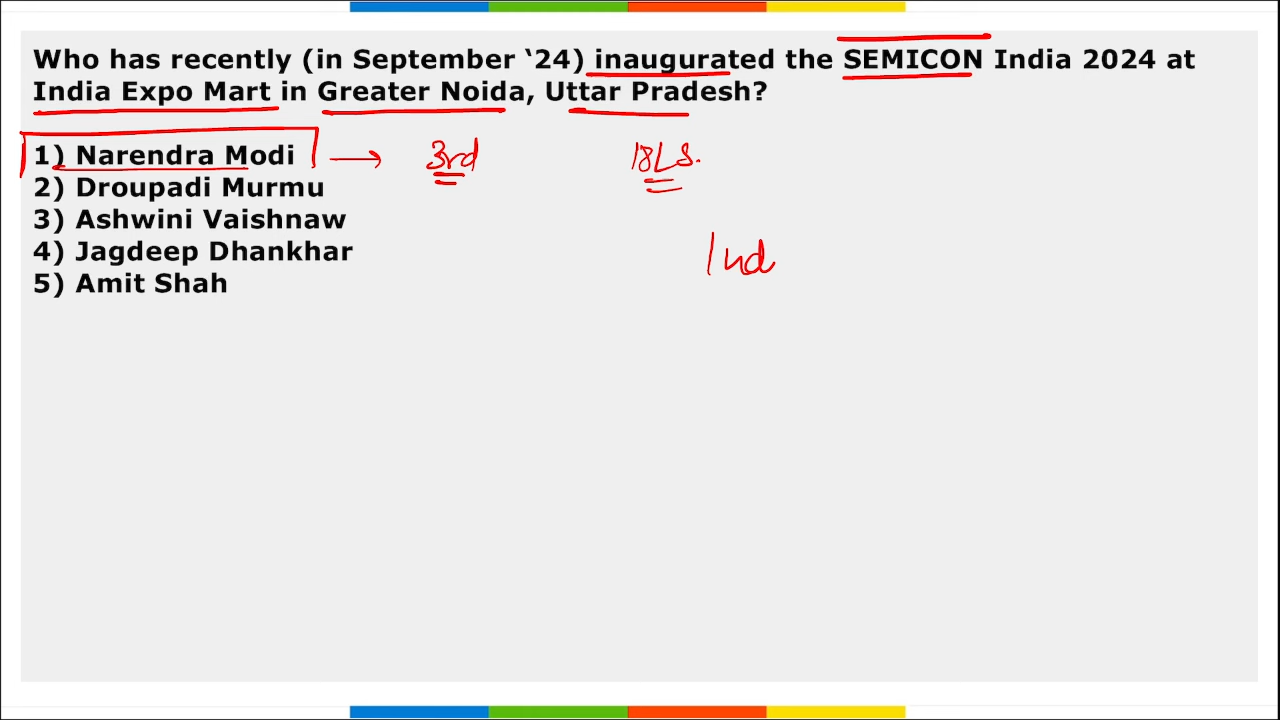 Who has recently (in September ‘24) inaugurated the SEMICON India 2024 at
India Expo Mart in Greater Noida, Uttar Pradesh?
1) Narendra Modi → 3rd 18LS.
2) Droupadi Murmu
3) Ashwini Vaishnaw
4) Jagdeep Dhankhar
Ind
5) Amit Shah